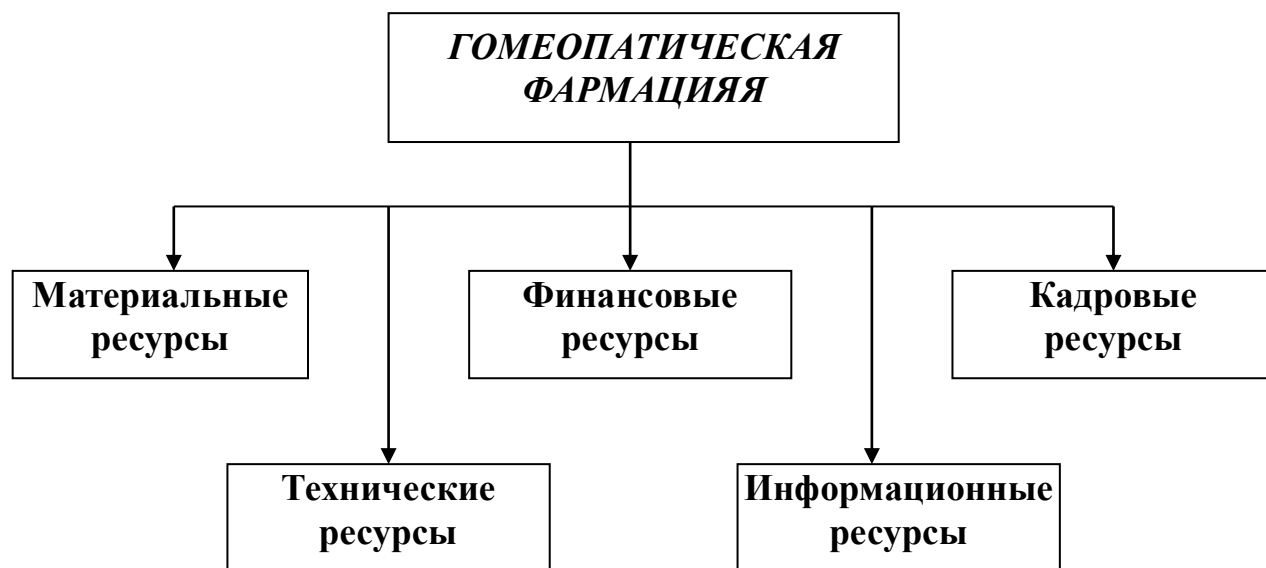 ГОМЕОПАТИЧЕСКАЯ
ФАРМАЦИЯЯ
Материальные
ресурсы
Финансовые
ресурсы
Кадровые
ресурсы
Технические
ресурсы
Информационные
ресурсы